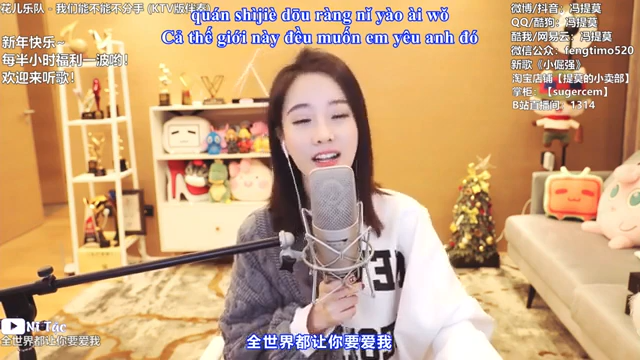 花儿乐队 - 我们能不能不分手 (KTV版伴奏)
quán shìjiè dōu ràng nǐ yào ài wǒ
Cả thế giới này đều muốn em yêu anh đó
新年快乐~
每半小时福利一波哟!
欢迎来听歌!
微博/抖音: 冯提莫
QQ/酷狗: 冯提莫
酷我/网易云: 冯提莫
微信公众: fengtimo520
新歌《小倔强》
淘宝店铺【提莫的小卖部】
掌柜: 【sugercem】
B站直播间: 1314
Ni Tac
全世界都让你要爱我
全世界都让你要爱我